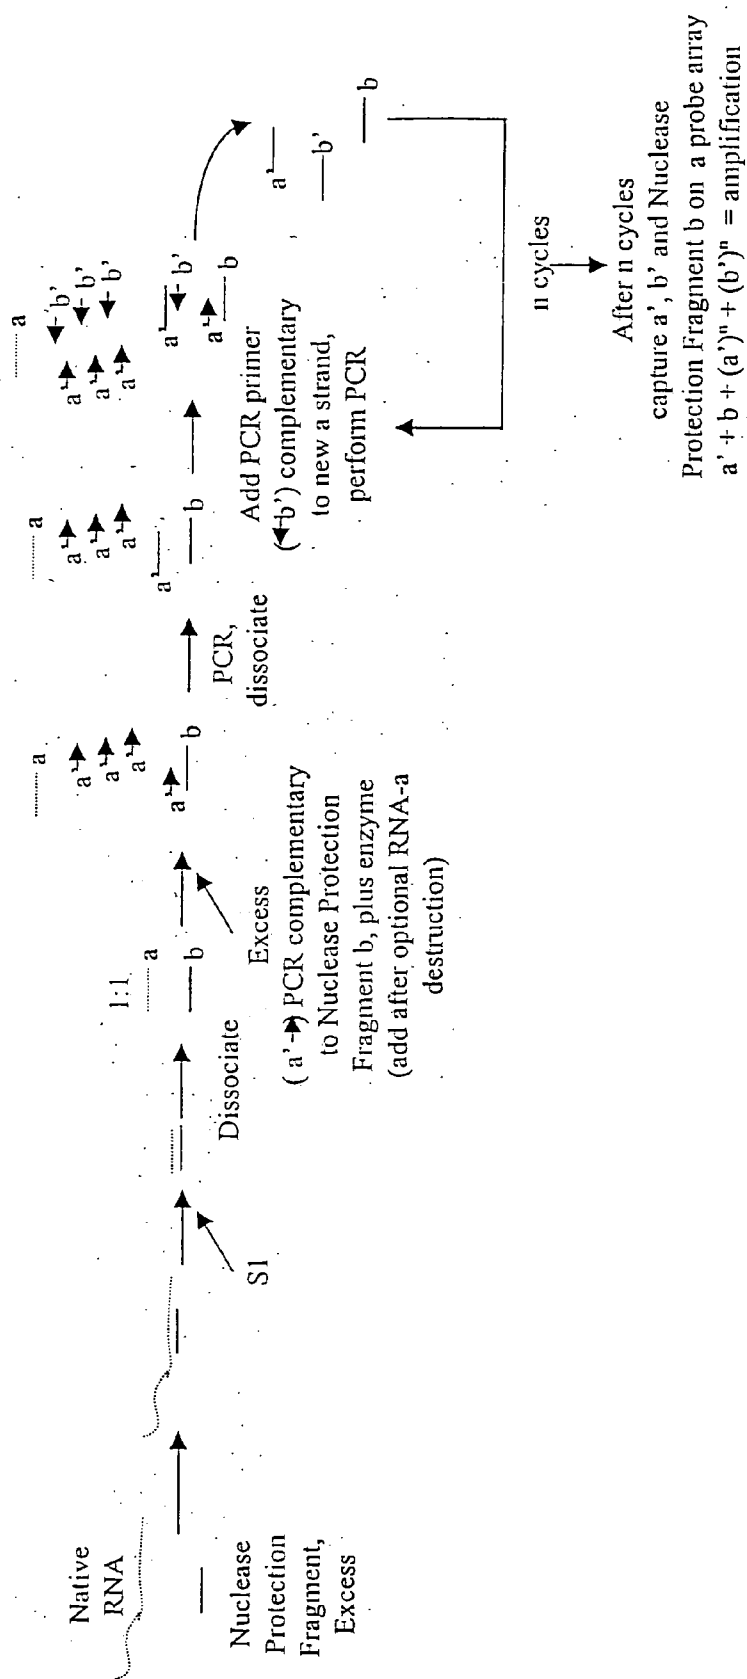 Native
RNA
Nuclease
Protection
Fragment,
Excess
S1
Dissociate
1:1
a
b
Excess
( a' ) PCR complementary
to Nuclease Protection
Fragment b, plus enzyme
(add after optional RNA-a
destruction)
a
a'
a'
a'
a'
b
PCR,
dissociate
a
a'
a'
a'
a'
b
Add PCR primer
( b') complementary
to new a strand,
perform PCR
a
a' b'
a' b'
a' b'
a' b'
a' b
a'
b'
b
n cycles
After n cycles
capture a', b' and Nuclease
Protection Fragment b on a probe array
a' + b + (a')ⁿ + (b')ⁿ = amplification